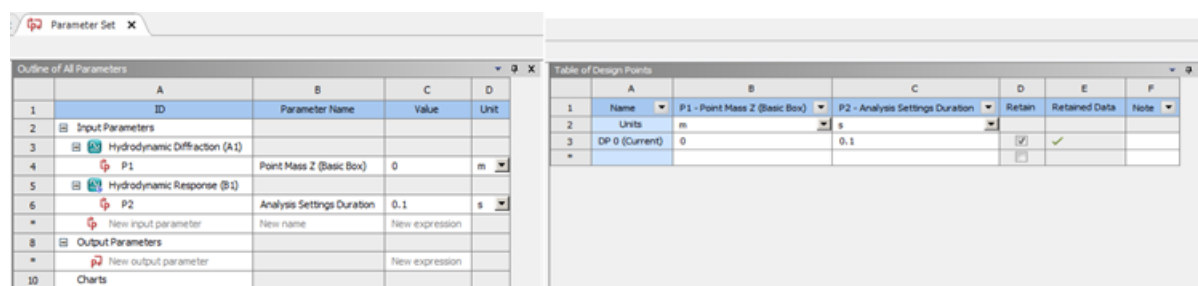 Parameter Set
Outline of All Parameters
A B C D
1 ID Parameter Name Value Unit
2 Input Parameters
3 Hydrodynamic Diffraction (A1)
4 P1 Point Mass Z (Basic Box) 0 m
5 Hydrodynamic Response (B1)
6 P2 Analysis Settings Duration 0.1 s
* New input parameter New name New expression
8 Output Parameters
* New output parameter New expression
10 Charts
Table of Design Points
A B C D E F
1 Name P1 - Point Mass Z (Basic Box) P2 - Analysis Settings Duration Retain Retained Data Note
2 Units m s
3 DP 0 (Current) 0 0.1
*